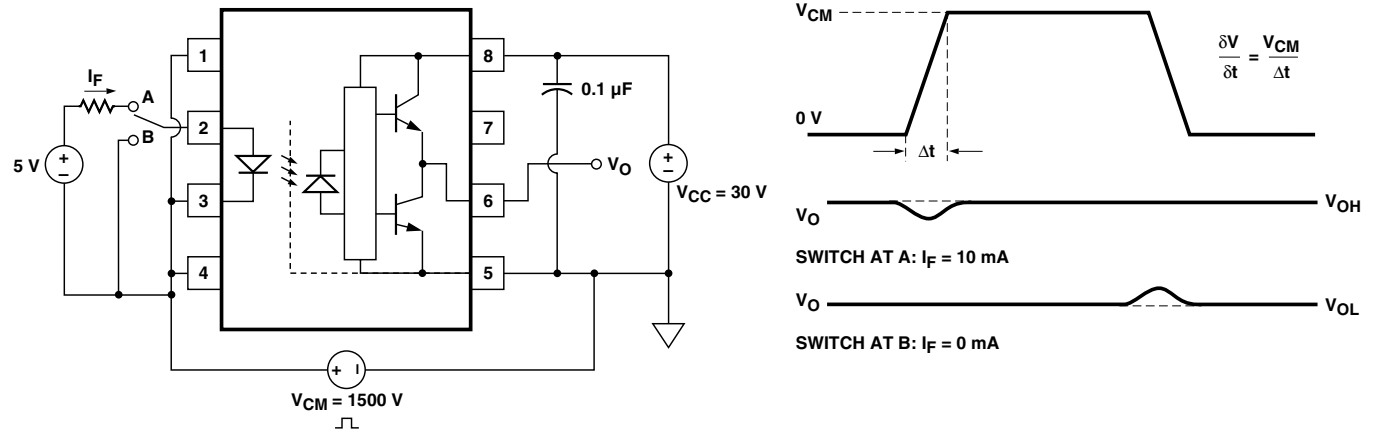 1
2
3
4
8
7
6
5
I_F
A
B
5 V
+
−
0.1 µF
V_O
+
−
V_CC = 30 V
+ −
V_CM = 1500 V
V_CM
0 V
Δt
δV/δt = V_CM/Δt
V_O V_OH
SWITCH AT A: I_F = 10 mA
V_O V_OL
SWITCH AT B: I_F = 0 mA